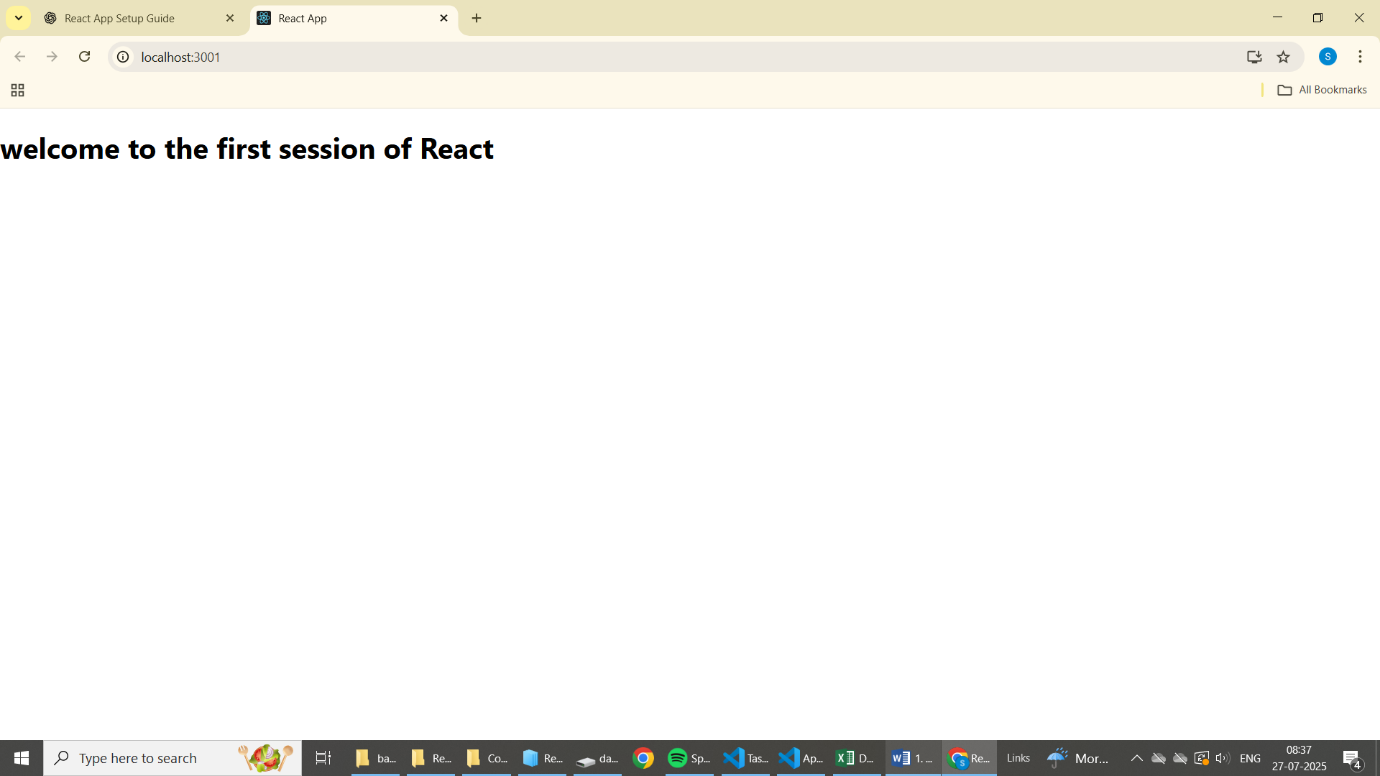 React App Setup Guide
React App
localhost:3001
S
All Bookmarks
welcome to the first session of React
Type here to search
ba...
Re...
Co...
Re...
da...
Sp...
Tas...
Ap...
D...
1. ...
Re...
Links
Mor...
ENG
08:37
27-07-2025
4